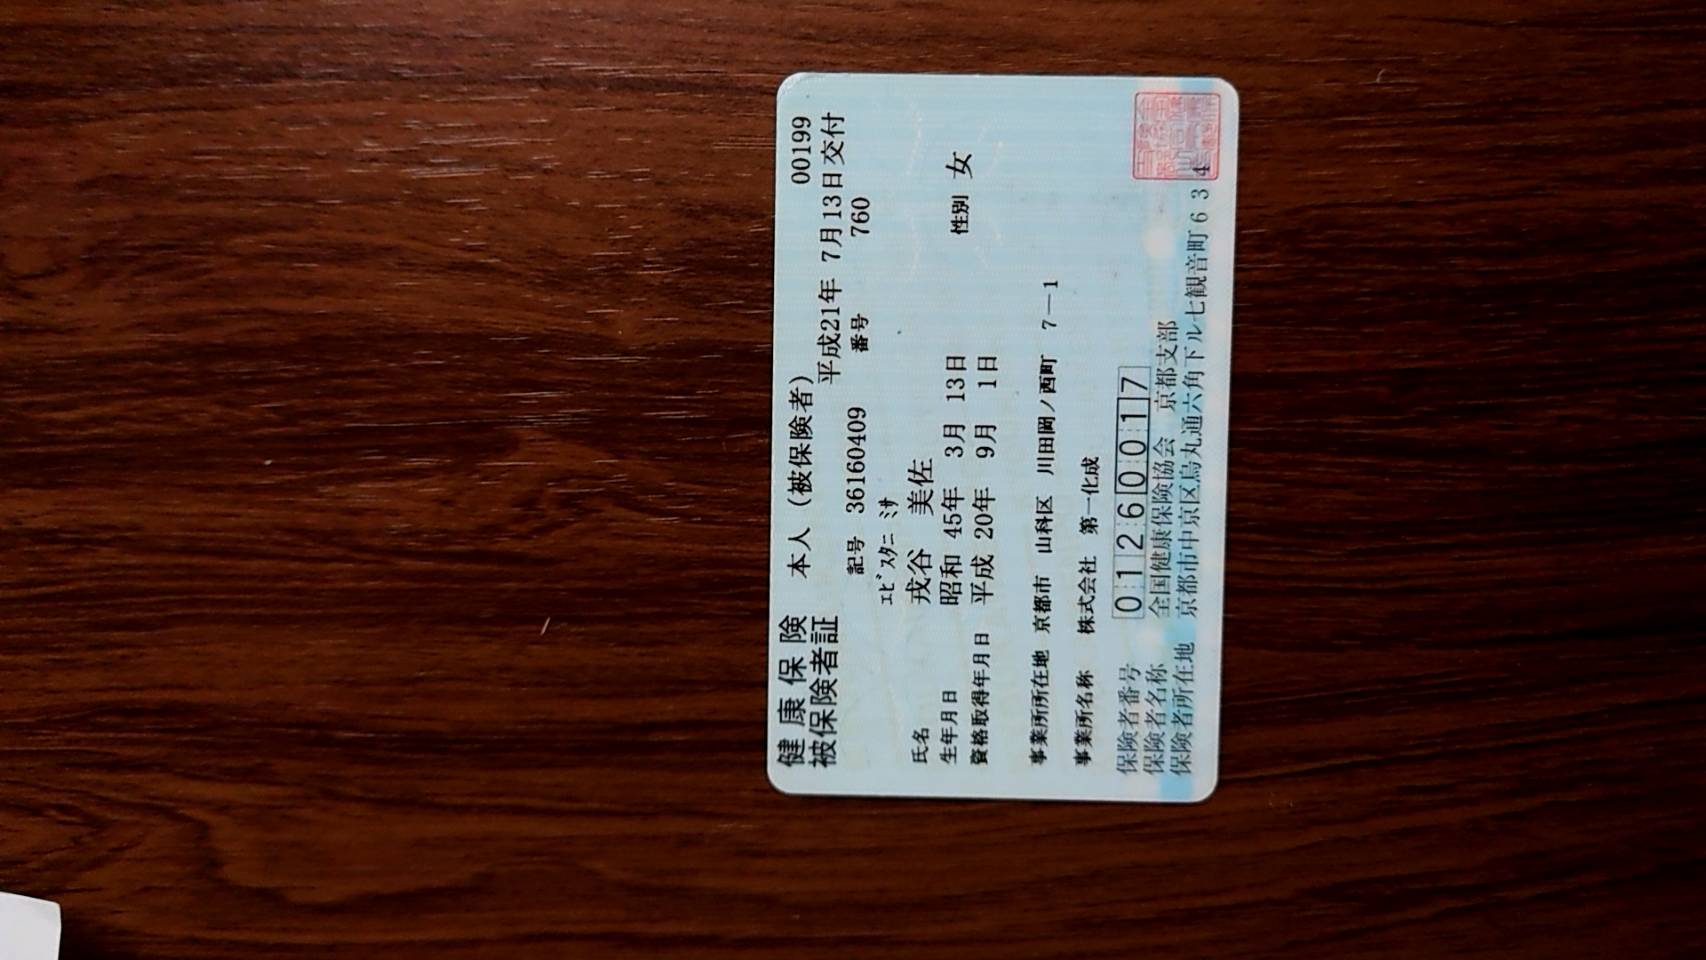 健康保険 本人（被保険者） 00199
被保険者証 平成21年 7月13日交付
記号 36160409 番号 760
ｴﾋﾞｽﾀﾆ ﾐｻ
氏名 戎谷 美佐
生年月日 昭和 45年 3月 13日 性別 女
資格取得年月日 平成 20年 9月 1日
事業所所在地 京都市 山科区 川田岡ノ西町 7－1
事業所名称 株式会社 第一化成
保険者番号 01260017
保険者名称 全国健康保険協会 京都支部
保険者所在地 京都市中京区烏丸通六角下ル七観音町634